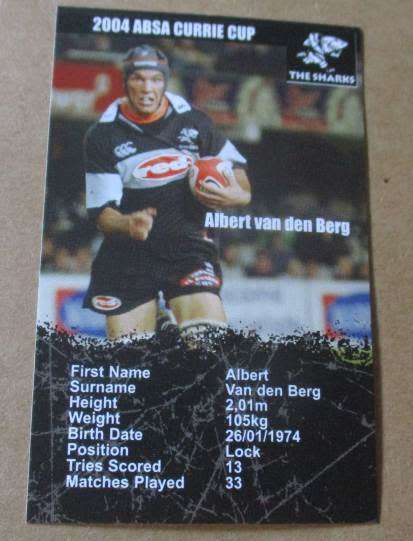 2004 ABSA CURRIE CUP
THE SHARKS
red
Albert van den Berg
First Name Albert
Surname Van den Berg
Height 2,01m
Weight 105kg
Birth Date 26/01/1974
Position Lock
Tries Scored 13
Matches Played 33